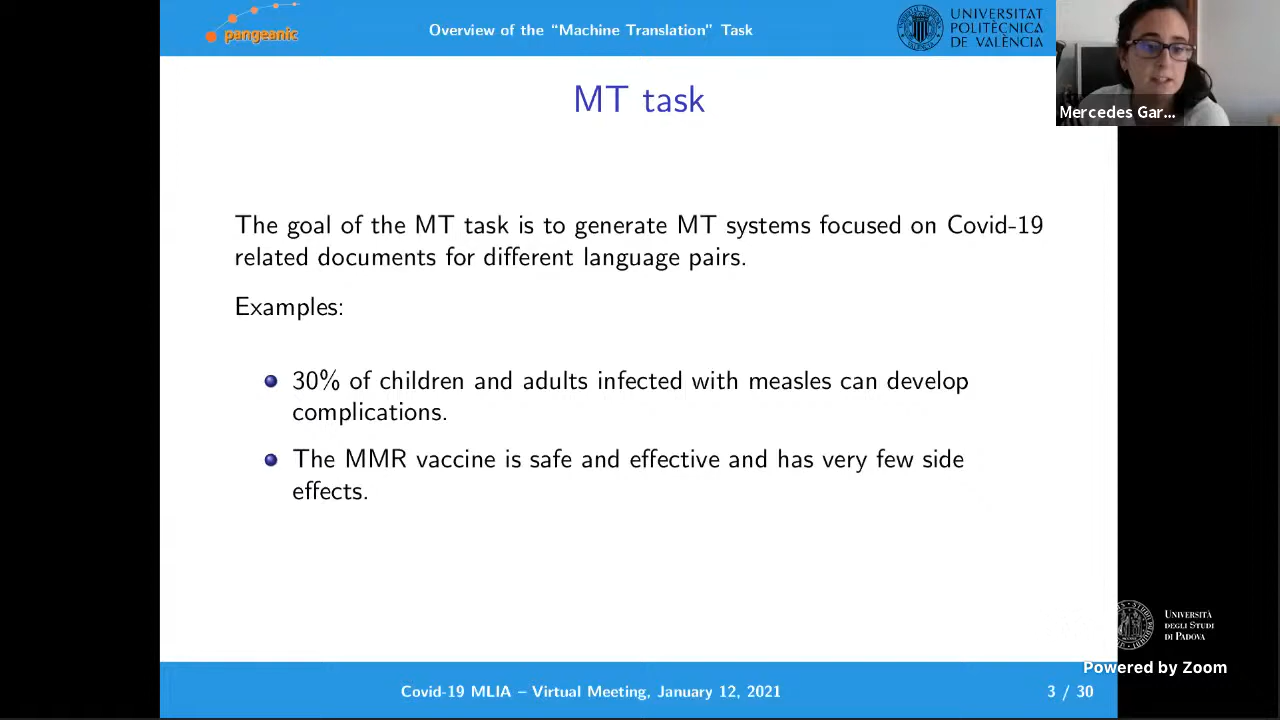 pangeanic
Overview of the “Machine Translation” Task
UNIVERSITAT
POLITÈCNICA
DE VALÈNCIA
Mercedes Gar...
MT task
The goal of the MT task is to generate MT systems focused on Covid-19
related documents for different language pairs.
Examples:
30% of children and adults infected with measles can develop
complications.
The MMR vaccine is safe and effective and has very few side
effects.
UNIVERSITÀ
DEGLI STUDI
DI PADOVA
Powered by Zoom
Covid-19 MLIA – Virtual Meeting, January 12, 2021
3 / 30